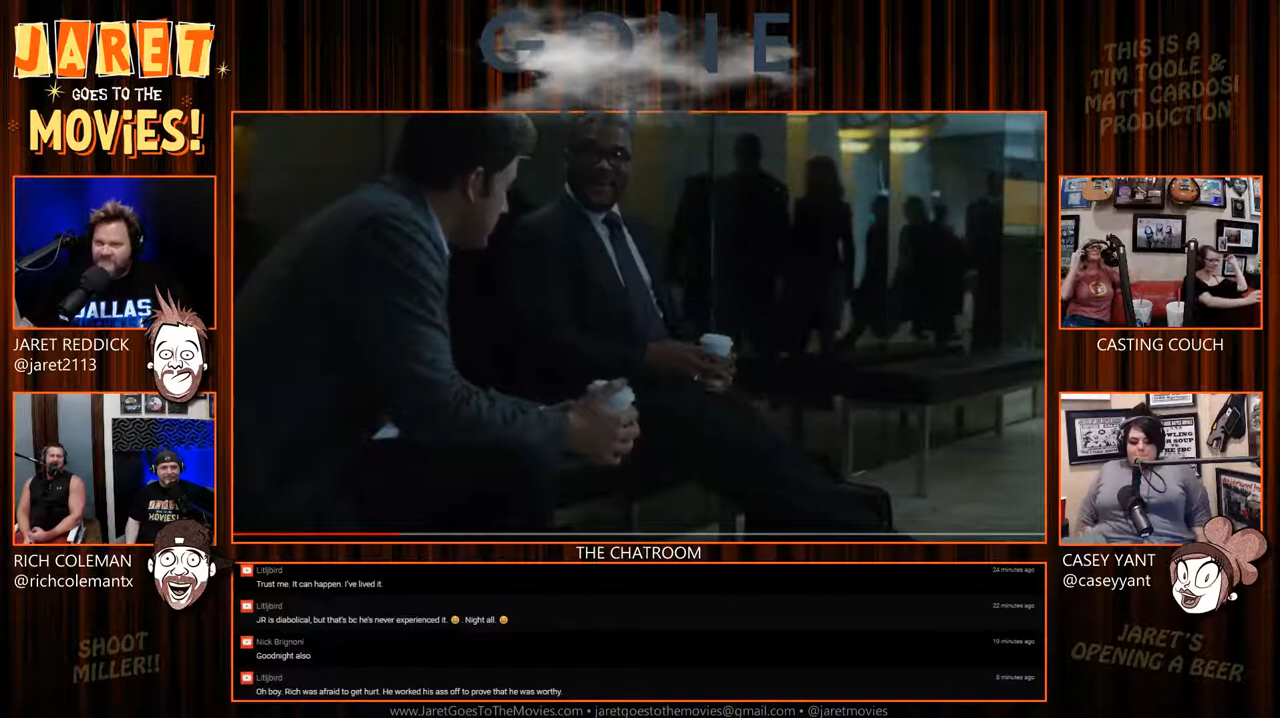 JARET
GOES TO THE
MOVIES!
GONE
THIS IS A
TIM TOOLE &
MATT CARDOSI
PRODUCTION
DALLAS
JARET REDDICK
@jaret2113
CASTING COUCH
RICH COLEMAN
@richcolemantx
CASEY YANT
@caseyyant
THE CHATROOM
Litljbird
24 minutes ago
Trust me. It can happen. I've lived it.
Litljbird
22 minutes ago
JR is diabolical, but that's bc he's never experienced it. 😆 . Night all. 😆
Nick Brignoni
19 minutes ago
Goodnight also
Litljbird
8 minutes ago
Oh boy. Rich was afraid to get hurt. He worked his ass off to prove that he was worthy.
SHOOT
MILLER!!
JARET'S
OPENING A BEER
www.JaretGoesToTheMovies.com • jaretgoestothemovies@gmail.com • @jaretmovies